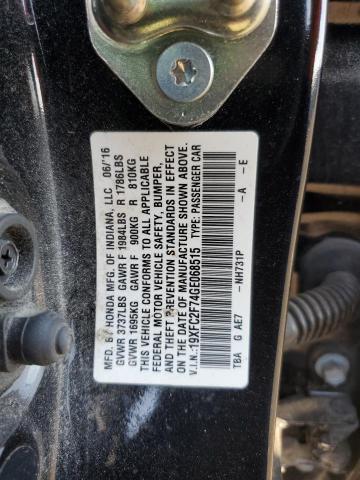 MFD. BY HONDA MFG. OF INDIANA, LLC 06/16
GVWR 3737LBS GAWR F 1984LBS R 1786LBS
GVWR 1695KG GAWR F 900KG R 810KG
THIS VEHICLE CONFORMS TO ALL APPLICABLE
FEDERAL MOTOR VEHICLE SAFETY, BUMPER,
AND THEFT PREVENTION STANDARDS IN EFFECT
ON THE DATE OF MANUFACTURE SHOWN ABOVE.
V.I.N.: 19XFC2F74GE068515 TYPE: PASSENGER CAR
TBA G AE7 -NH731P -A -E